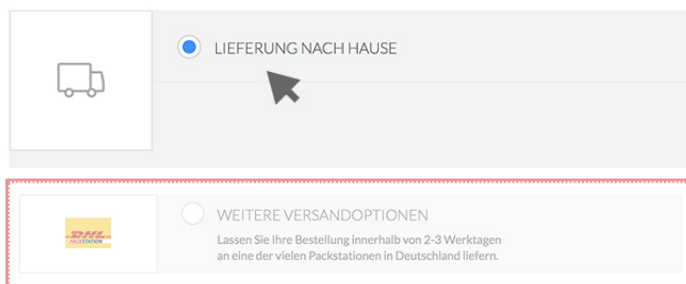 LIEFERUNG NACH HAUSE
DHL
PACKSTATION
WEITERE VERSANDOPTIONEN
Lassen Sie Ihre Bestellung innerhalb von 2-3 Werktagen
an eine der vielen Packstationen in Deutschland liefern.